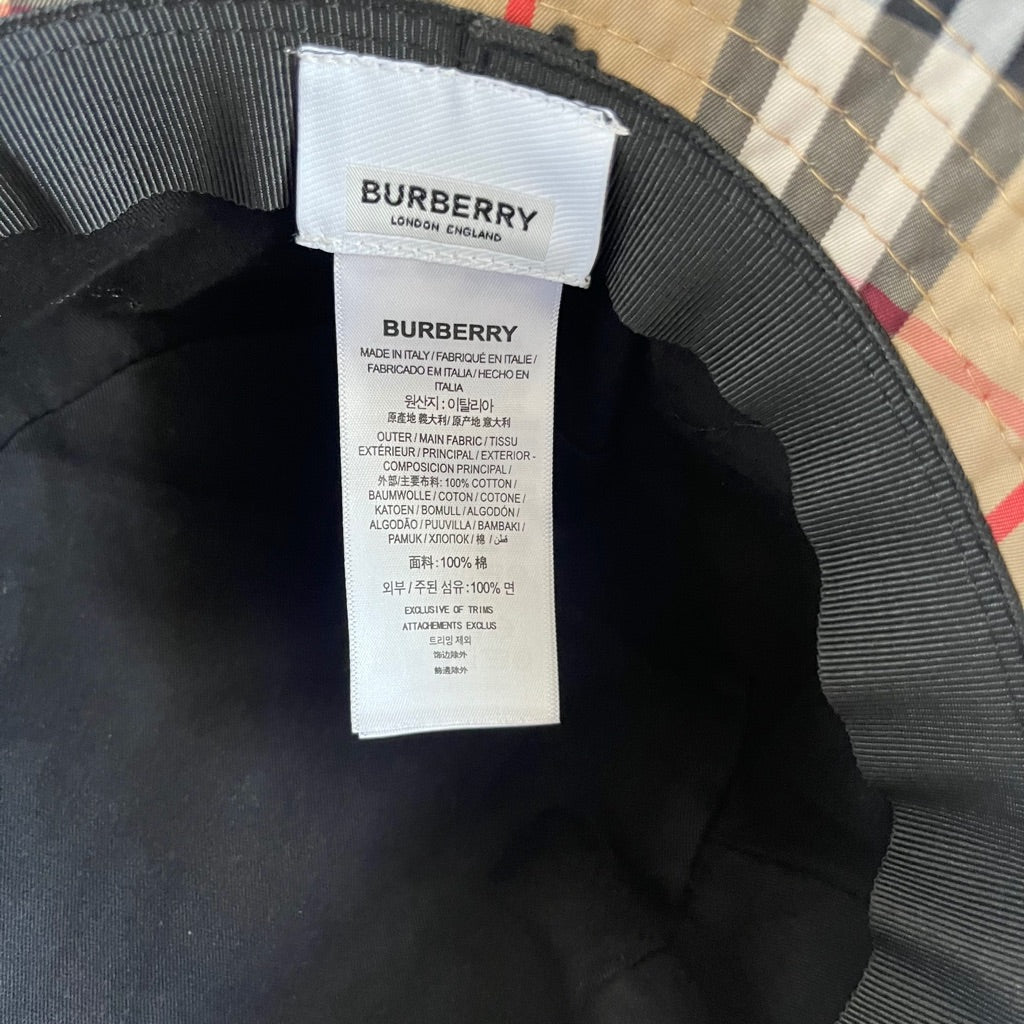 BURBERRY
LONDON ENGLAND
BURBERRY
MADE IN ITALY / FABRIQUÉ EN ITALIE /
FABRICADO EM ITALIA / HECHO EN
ITALIA
원산지 : 이탈리아
原產地 義大利/ 原产地 意大利
OUTER / MAIN FABRIC / TISSU
EXTÉRIEUR / PRINCIPAL / EXTERIOR -
COMPOSICION PRINCIPAL /
外部/主要布料: 100% COTTON /
BAUMWOLLE / COTON / COTONE /
KATOEN / BOMULL / ALGODÓN /
ALGODÃO / PUUVILLA / BAMBAKI /
PAMUK / ХЛОПОК / 棉 / قطن
面料 : 100% 棉
외부 / 주된 섬유 : 100% 면
EXCLUSIVE OF TRIMS
ATTACHEMENTS EXCLUS
트리밍 제외
饰边除外
飾邊除外